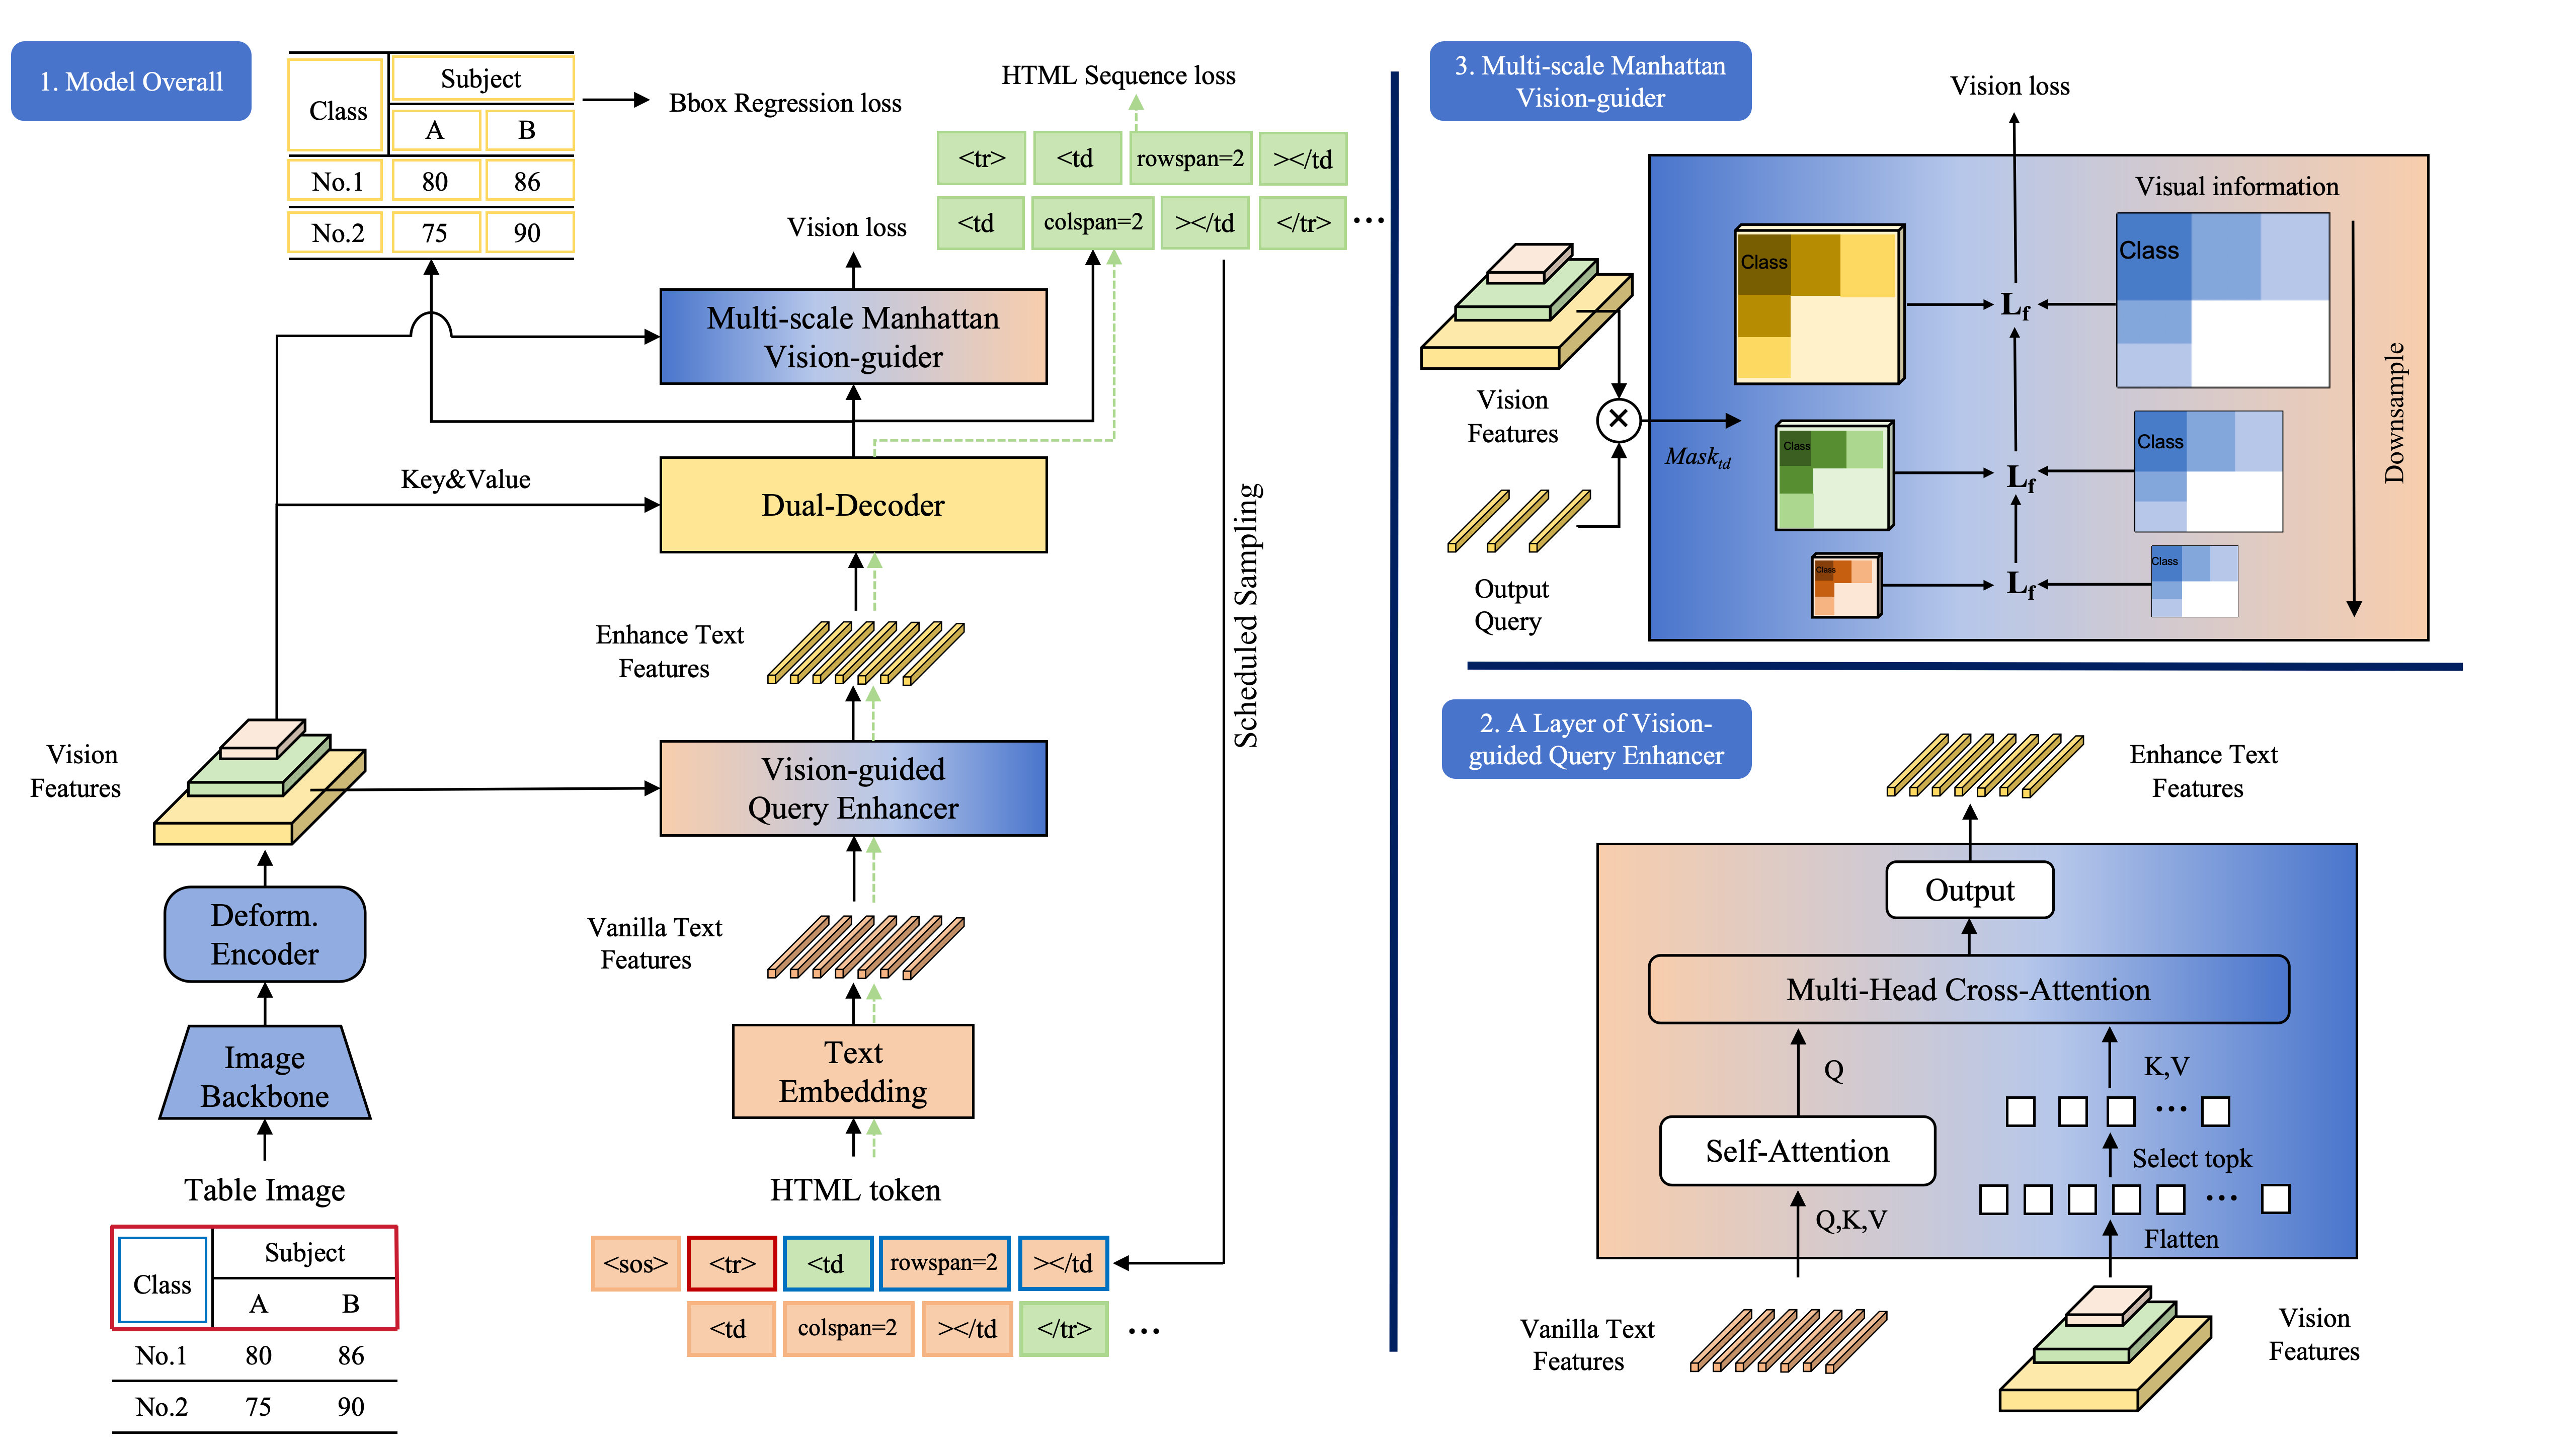 1. Model Overall
Class
Subject
A
B
No.1
80
86
No.2
75
90
Bbox Regression loss
HTML Sequence loss
<tr>
<td
rowspan=2
></td
<td
colspan=2
></td
</tr>
...
Vision loss
Multi-scale Manhattan
Vision-guider
Key&Value
Dual-Decoder
Scheduled Sampling
Enhance Text
Features
Vision
Features
Vision-guided
Query Enhancer
Deform.
Encoder
Vanilla Text
Features
Image
Backbone
Text
Embedding
Table Image
HTML token
Class
Subject
A
B
No.1
80
86
No.2
75
90
<sos>
<tr>
<td
rowspan=2
></td
<td
colspan=2
></td
</tr>
...
3. Multi-scale Manhattan
Vision-guider
Vision loss
Visual information
Class
Class
Lf
Vision
Features
Masktd
Class
Class
Lf
Downsample
Output
Query
Class
Class
Lf
2. A Layer of Vision-
guided Query Enhancer
Enhance Text
Features
Output
Multi-Head Cross-Attention
Q
K,V
...
Self-Attention
Select topk
...
Q,K,V
Flatten
Vanilla Text
Features
Vision
Features